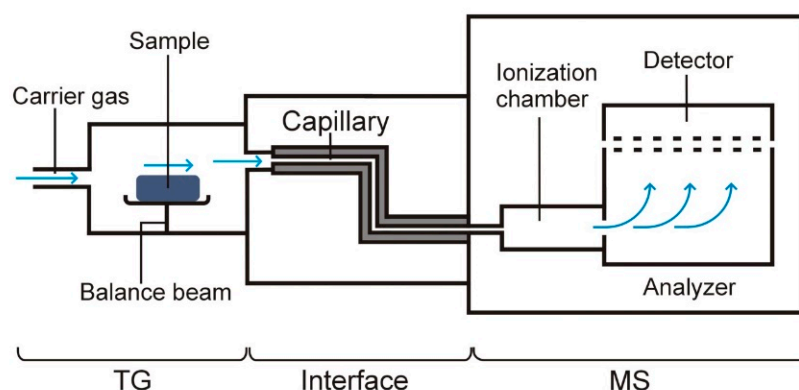 Sample
Carrier gas
Capillary
Balance beam
Ionization
chamber
Detector
Analyzer
TG
Interface
MS